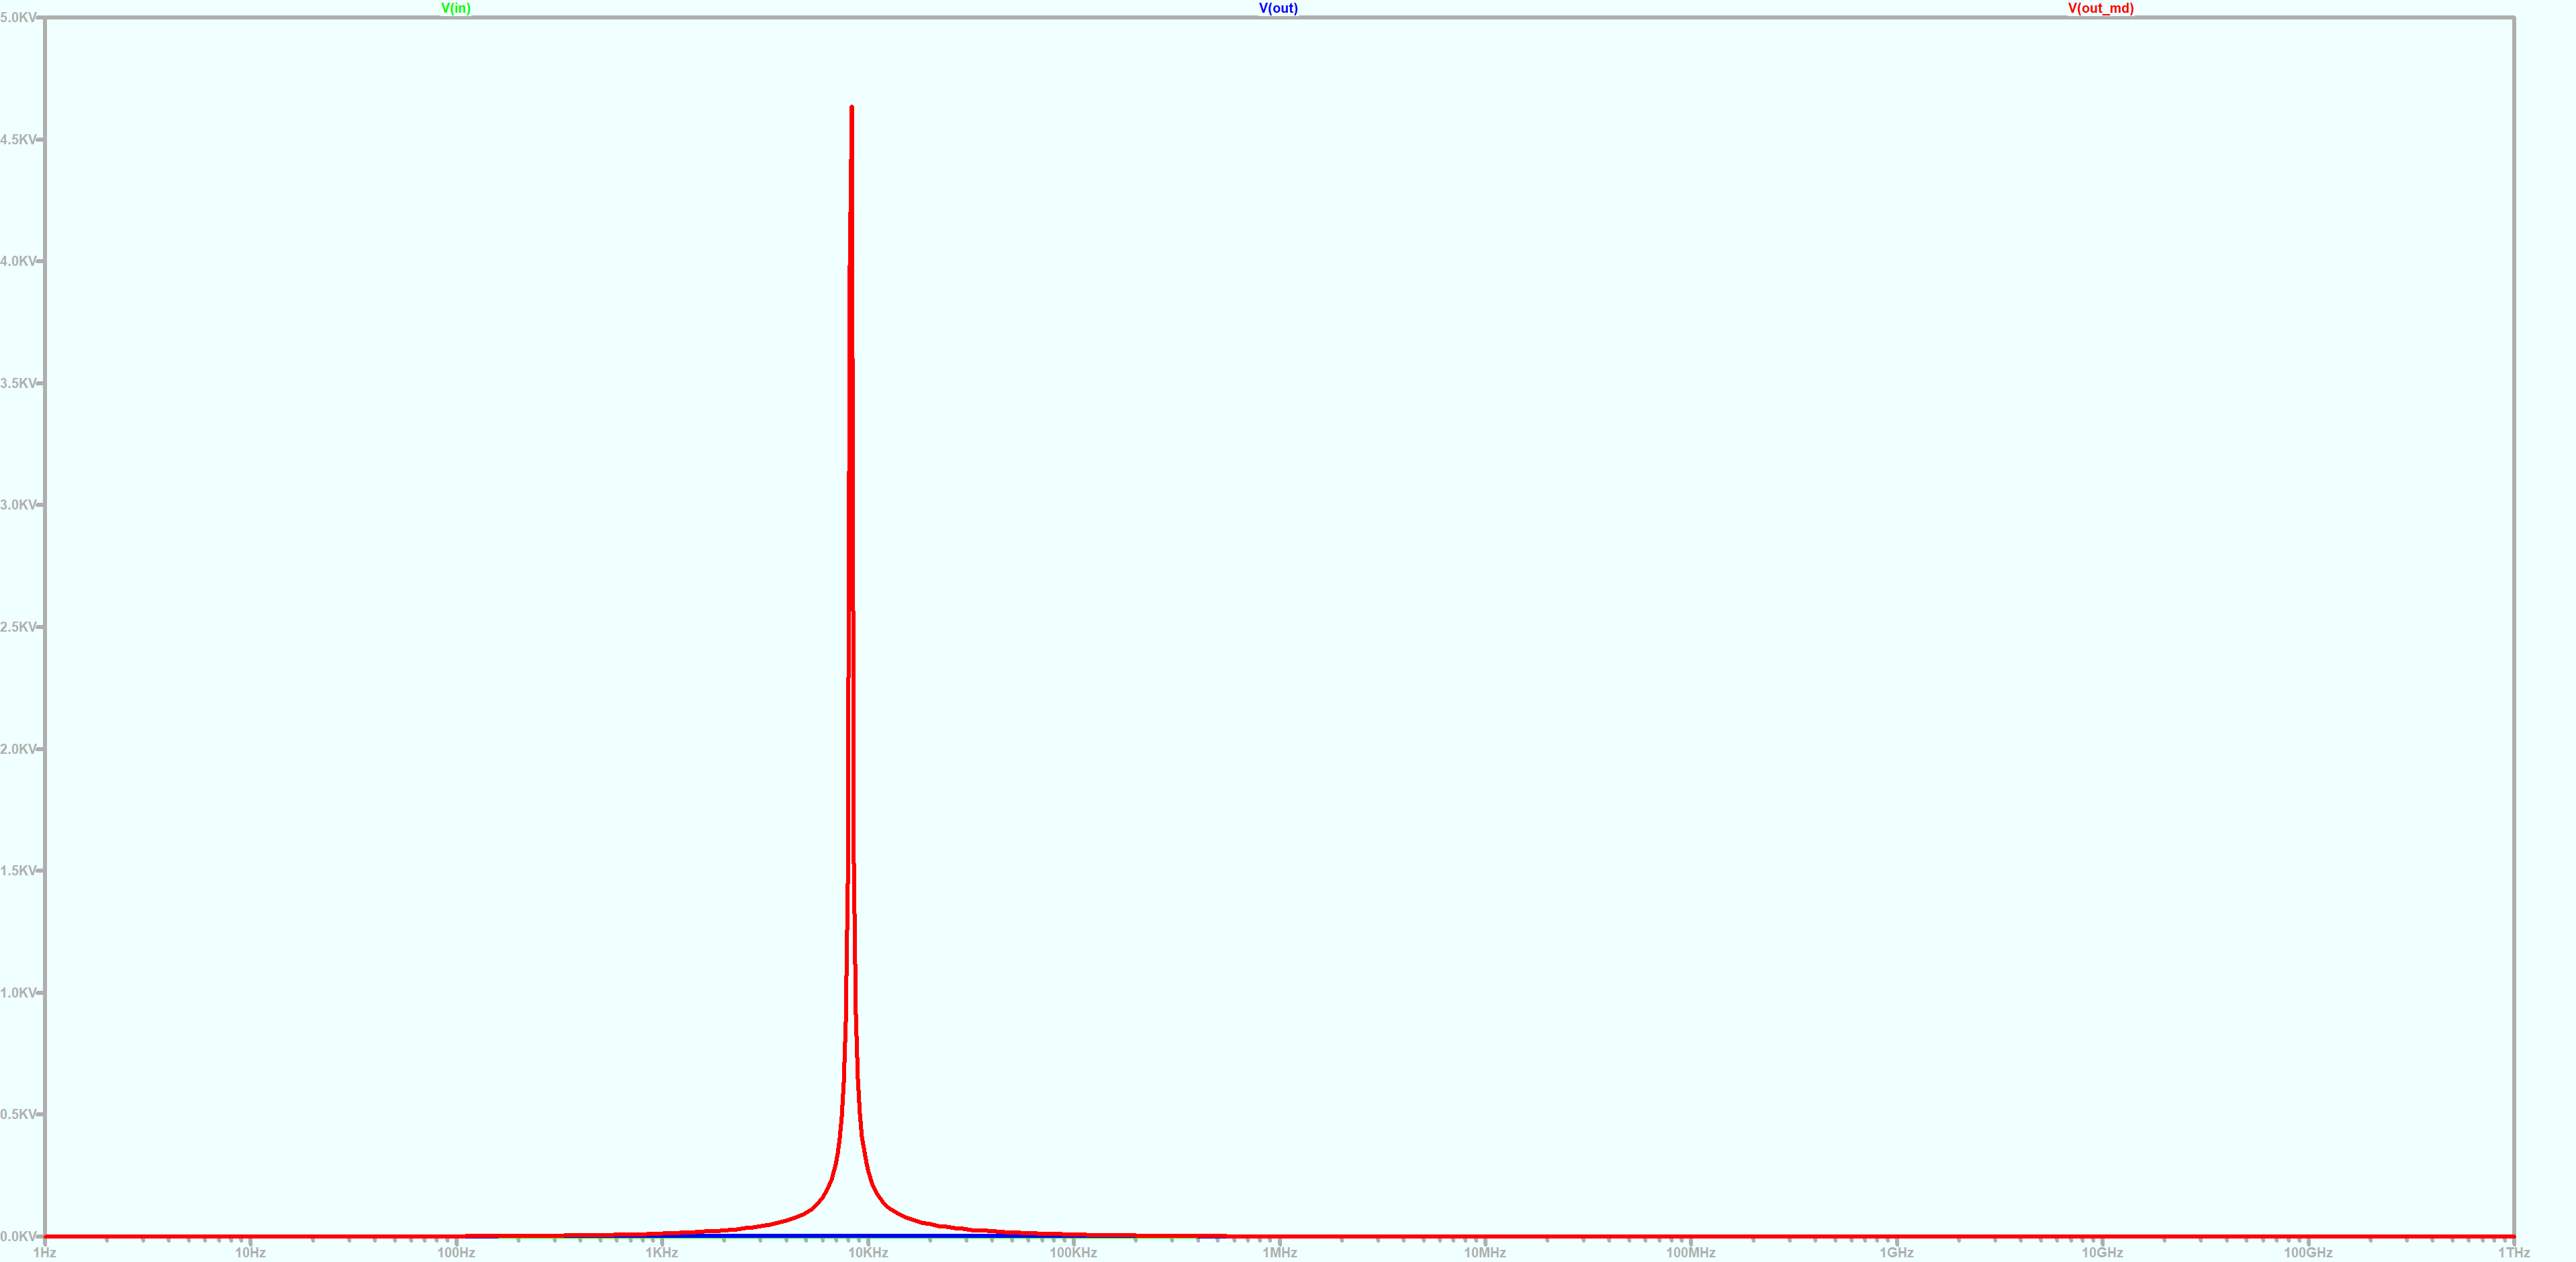 V(in) V(out) V(out_md)
5.0KV
4.5KV
4.0KV
3.5KV
3.0KV
2.5KV
2.0KV
1.5KV
1.0KV
0.5KV
0.0KV
1Hz 10Hz 100Hz 1KHz 10KHz 100KHz 1MHz 10MHz 100MHz 1GHz 10GHz 100GHz 1THz